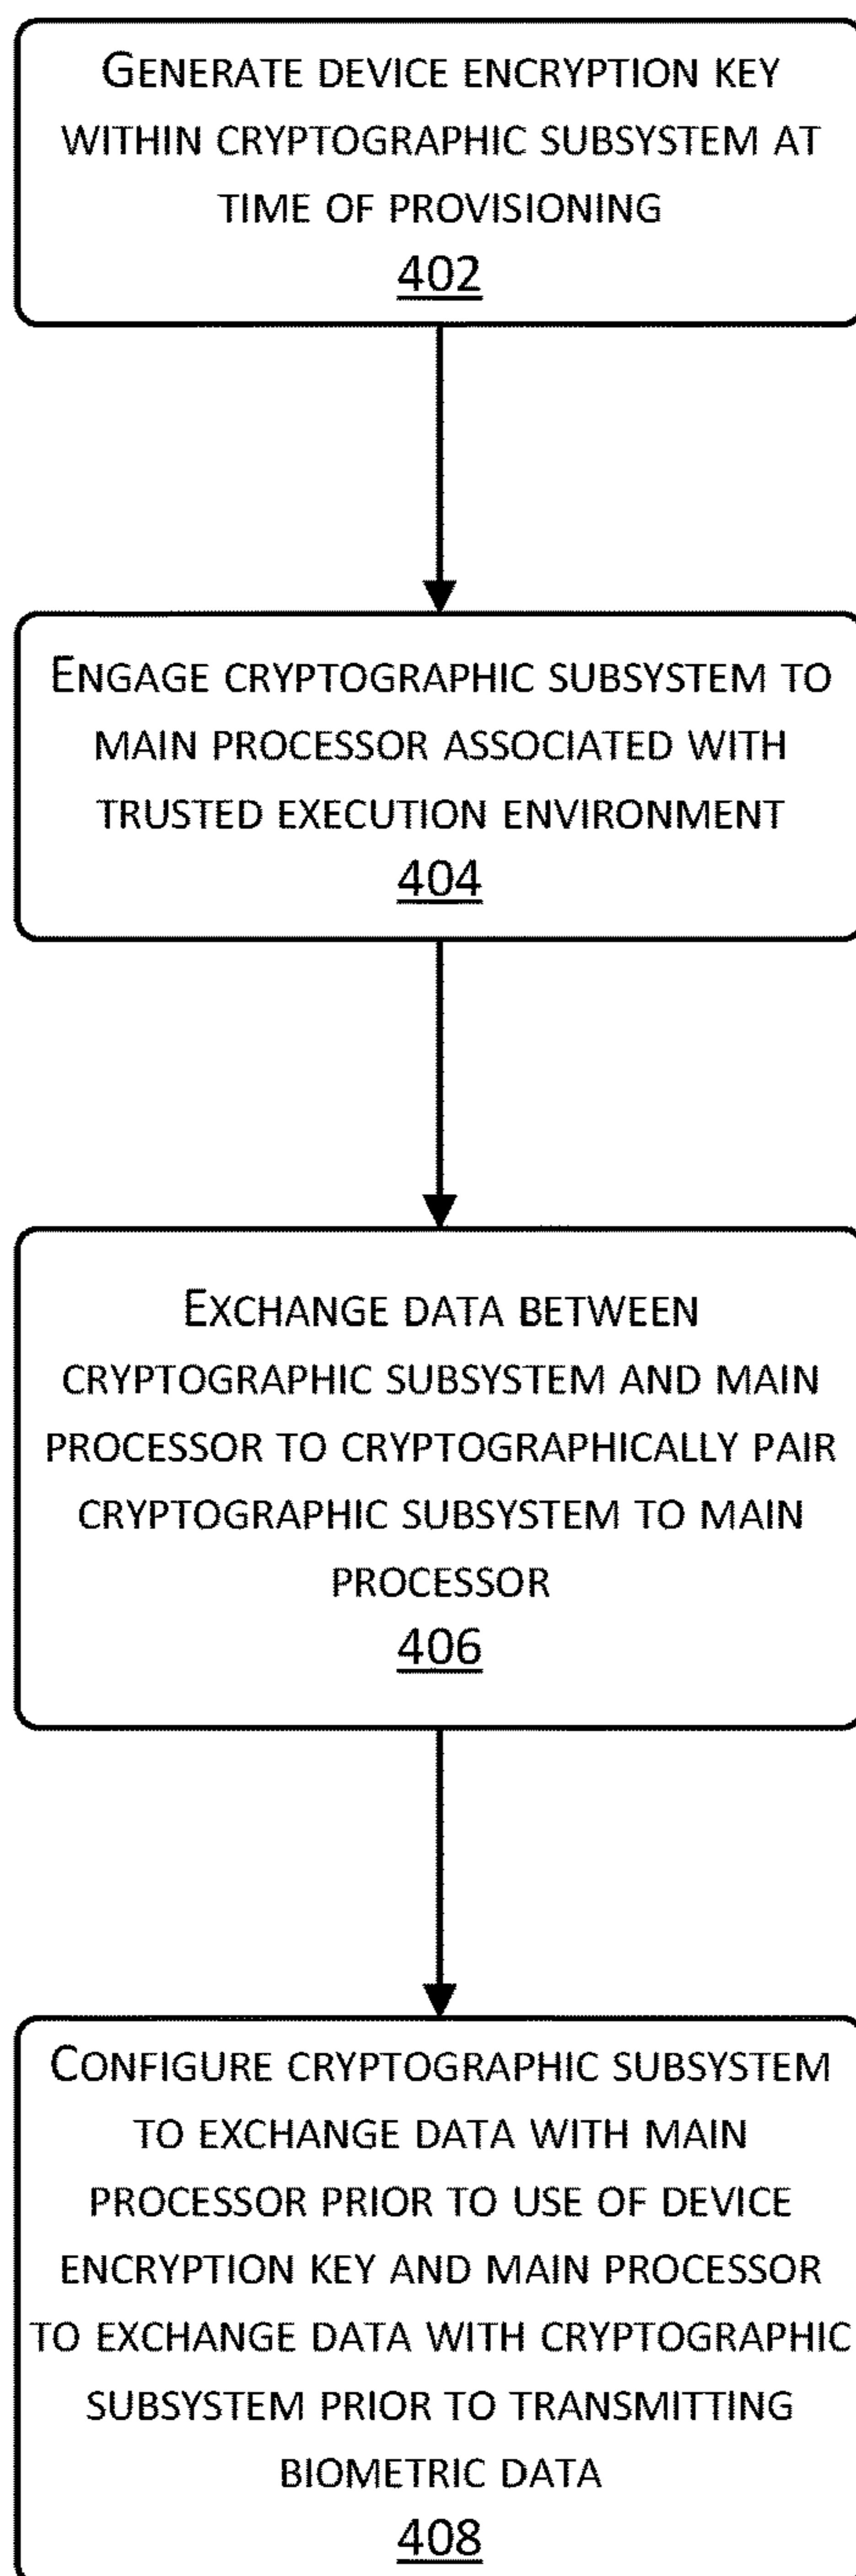 GENERATE DEVICE ENCRYPTION KEY
WITHIN CRYPTOGRAPHIC SUBSYSTEM AT
TIME OF PROVISIONING
402
ENGAGE CRYPTOGRAPHIC SUBSYSTEM TO
MAIN PROCESSOR ASSOCIATED WITH
TRUSTED EXECUTION ENVIRONMENT
404
EXCHANGE DATA BETWEEN
CRYPTOGRAPHIC SUBSYSTEM AND MAIN
PROCESSOR TO CRYPTOGRAPHICALLY PAIR
CRYPTOGRAPHIC SUBSYSTEM TO MAIN
PROCESSOR
406
CONFIGURE CRYPTOGRAPHIC SUBSYSTEM
TO EXCHANGE DATA WITH MAIN
PROCESSOR PRIOR TO USE OF DEVICE
ENCRYPTION KEY AND MAIN PROCESSOR
TO EXCHANGE DATA WITH CRYPTOGRAPHIC
SUBSYSTEM PRIOR TO TRANSMITTING
BIOMETRIC DATA
408